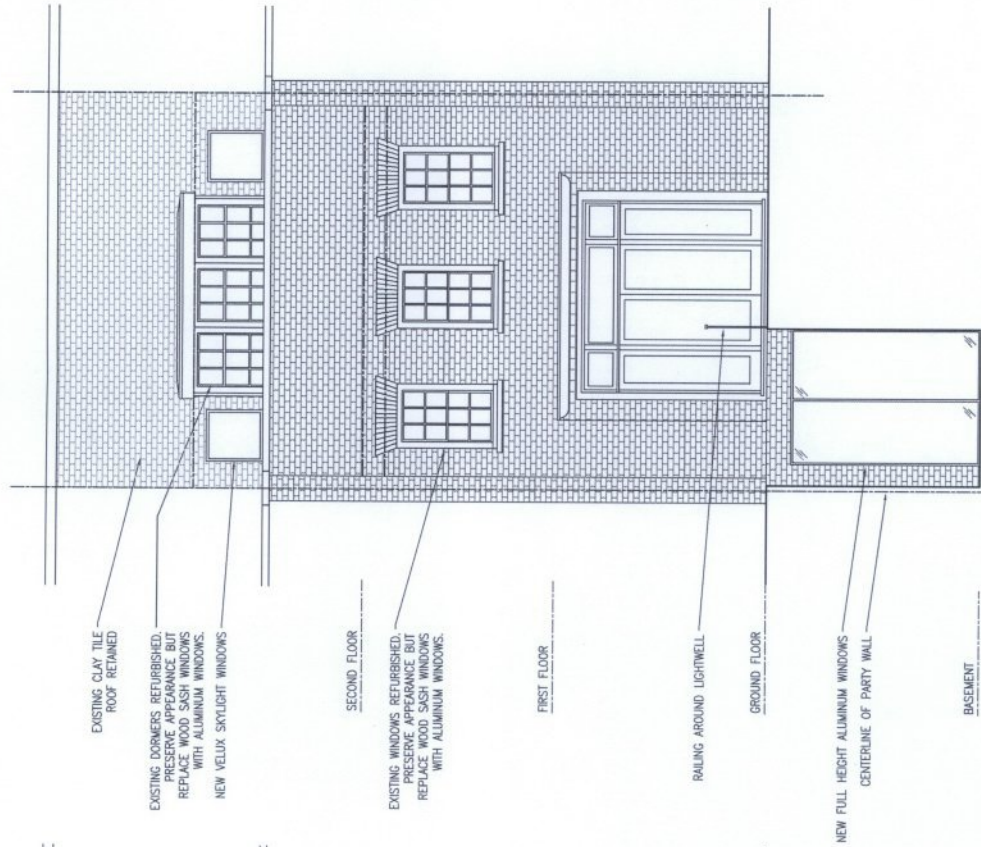 EXISTING CLAY TILE
ROOF RETAINED
EXISTING DORMERS REFURBISHED.
PRESERVE APPEARANCE BUT
REPLACE WOOD SASH WINDOWS
WITH ALUMINUM WINDOWS.
NEW VELUX SKYLIGHT WINDOWS
SECOND FLOOR
EXISTING WINDOWS REFURBISHED.
PRESERVE APPEARANCE BUT
REPLACE WOOD SASH WINDOWS
WITH ALUMINUM WINDOWS.
FIRST FLOOR
RAILING AROUND LIGHTWELL
GROUND FLOOR
NEW FULL HEIGHT ALUMINUM WINDOWS
CENTERLINE OF PARTY WALL
BASEMENT